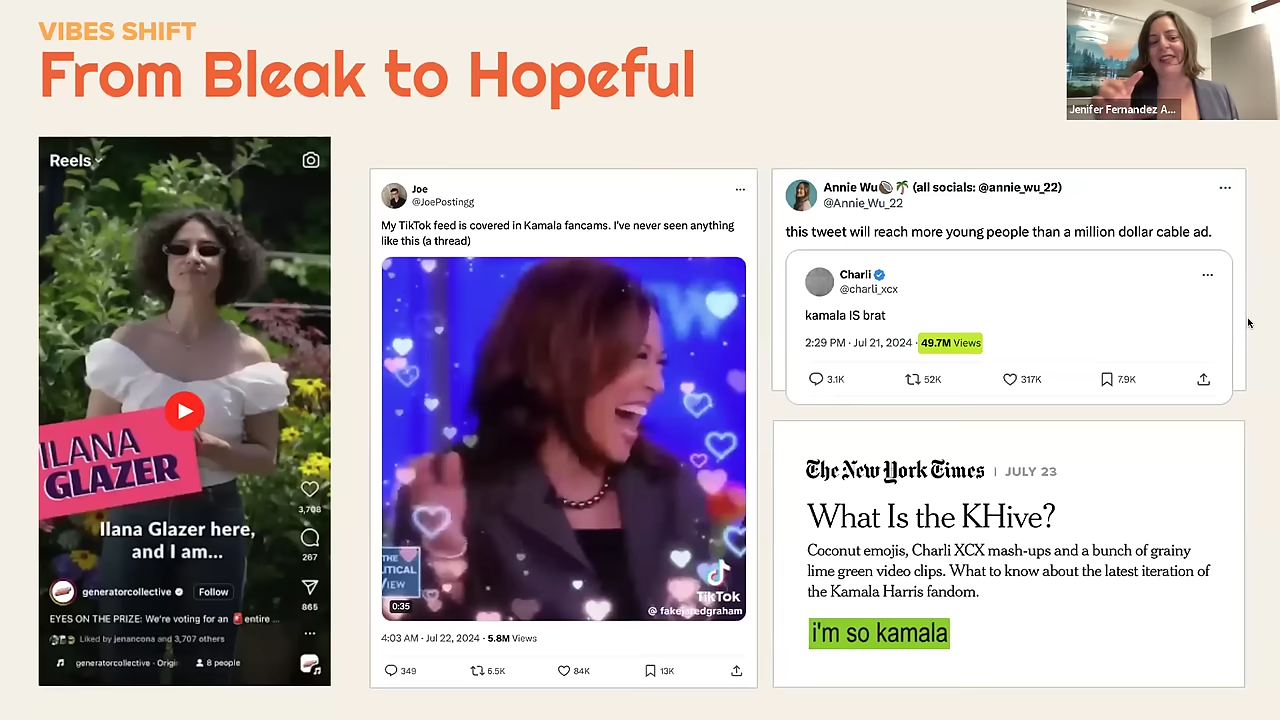 VIBES SHIFT
From Bleak to Hopeful
Jenifer Fernandez A...
Reels
ILANA
GLAZER
Ilana Glazer here,
and I am...
3,708
267
865
generatorcollective
Follow
EYES ON THE PRIZE: We're voting for an 🚨 entire ...
Liked by jenancona and 3,707 others
generatorcollective · Origi
8 people
Joe
@JoePostingg
My TikTok feed is covered in Kamala fancams. I've never seen anything
like this (a thread)
THE
ITICAL
IEW
0:35
TikTok
@ fakejaredgraham
4:03 AM · Jul 22, 2024 · 5.8M Views
349
6.5K
84K
13K
Annie Wu🥥🌴 (all socials: @annie_wu_22)
@Annie_Wu_22
this tweet will reach more young people than a million dollar cable ad.
Charli
@charli_xcx
kamala IS brat
2:29 PM · Jul 21, 2024 · 49.7M Views
3.1K
52K
317K
7.9K
The New York Times | JULY 23
What Is the KHive?
Coconut emojis, Charli XCX mash-ups and a bunch of grainy
lime green video clips. What to know about the latest iteration of
the Kamala Harris fandom.
i'm so kamala